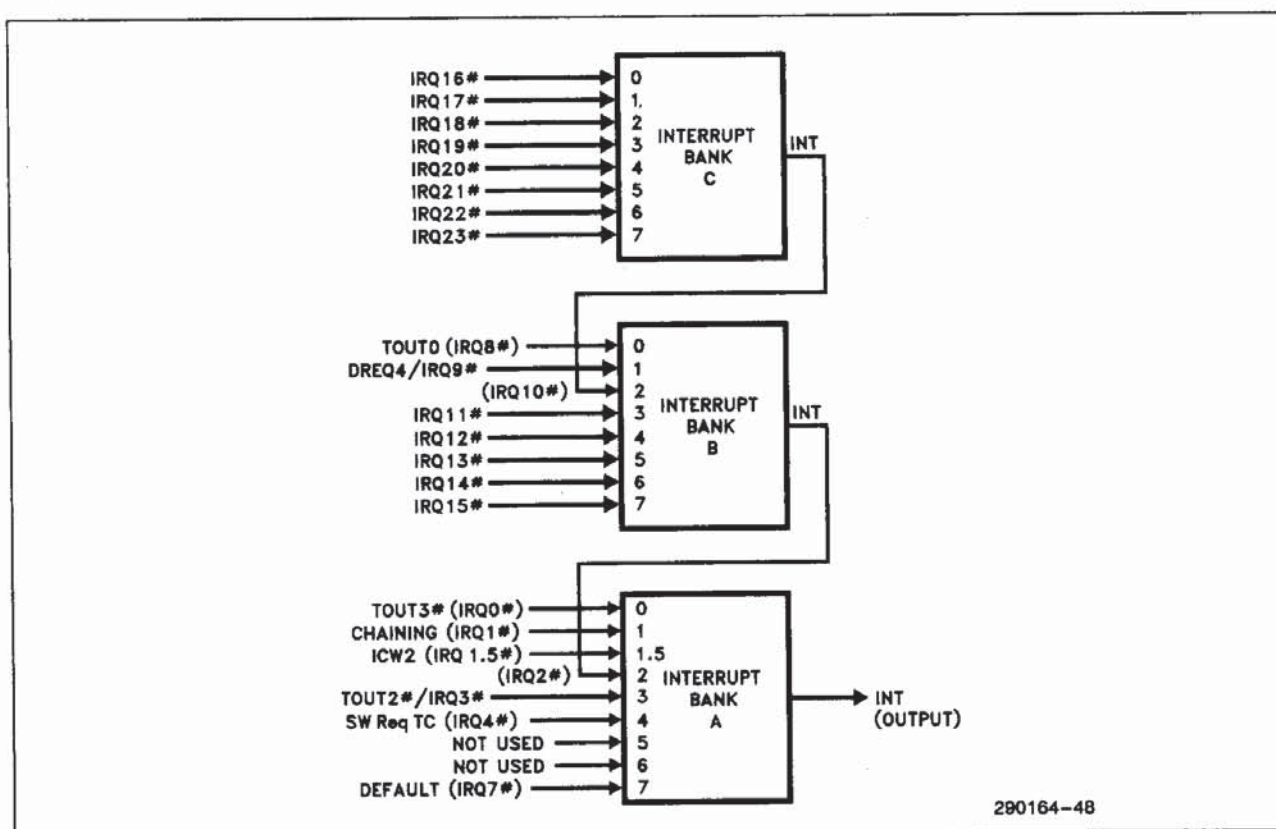 IRQ16# 0
IRQ17# 1.
IRQ18# 2
IRQ19# 3
IRQ20# 4
IRQ21# 5
IRQ22# 6
IRQ23# 7
INTERRUPT
BANK
C
INT
TOUT0 (IRQ8#) 0
DREQ4/IRQ9# 1
(IRQ10#) 2
IRQ11# 3
IRQ12# 4
IRQ13# 5
IRQ14# 6
IRQ15# 7
INTERRUPT
BANK
B
INT
TOUT3# (IRQ0#) 0
CHAINING (IRQ1#) 1
ICW2 (IRQ 1.5#) 1.5
(IRQ2#) 2
TOUT2#/IRQ3# 3
SW Req TC (IRQ4#) 4
NOT USED 5
NOT USED 6
DEFAULT (IRQ7#) 7
INTERRUPT
BANK
A
INT
(OUTPUT)
290164-48